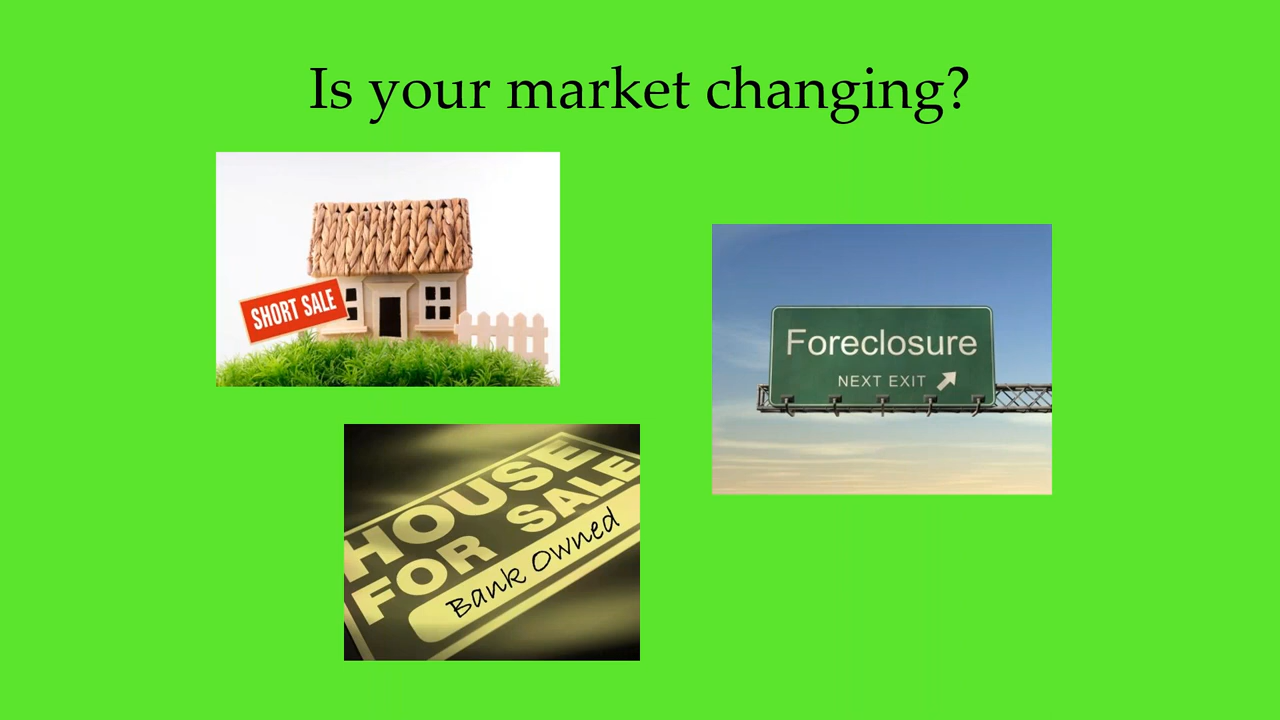 Is your market changing?
SHORT SALE
Foreclosure
NEXT EXIT
HOUSE
FOR SALE
Bank Owned